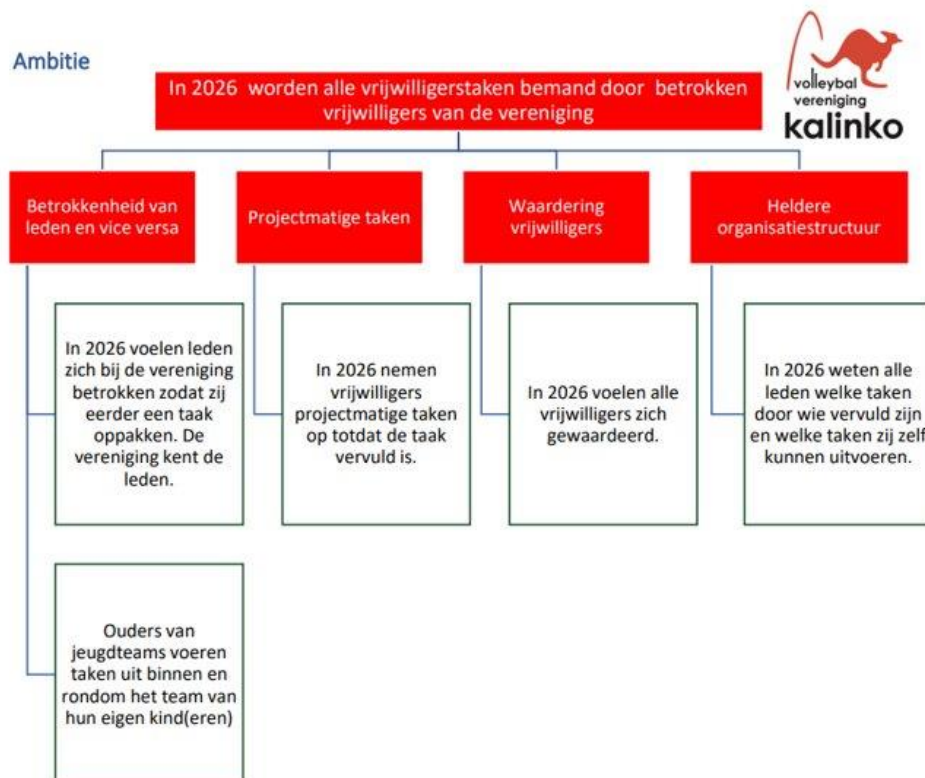 Ambitie
volleybal
vereniging
kalinko
In 2026 worden alle vrijwilligerstaken bemand door betrokken
vrijwilligers van de vereniging
Betrokkenheid van
leden en vice versa
Projectmatige taken
Waardering
vrijwilligers
Heldere
organisatiestructuur
In 2026 voelen leden
zich bij de vereniging
betrokken zodat zij
eerder een taak
oppakken. De
vereniging kent de
leden.
In 2026 nemen
vrijwilligers
projectmatige taken
op totdat de taak
vervuld is.
In 2026 voelen alle
vrijwilligers zich
gewaardeerd.
In 2026 weten alle
leden welke taken
door wie vervuld zijn
en welke taken zij zelf
kunnen uitvoeren.
Ouders van
jeugdteams voeren
taken uit binnen en
rondom het team van
hun eigen kind(eren)